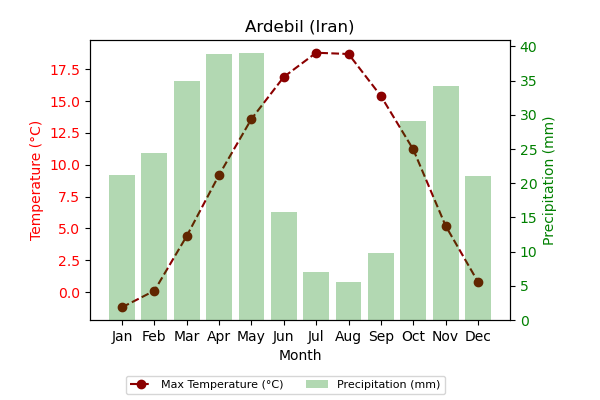 Ardebil (Iran)
17.5
15.0
12.5
10.0
7.5
5.0
2.5
0.0
Temperature (°C)
40
35
30
25
20
15
10
5
0
Precipitation (mm)
Jan Feb Mar Apr May Jun Jul Aug Sep Oct Nov Dec
Month
Max Temperature (°C) Precipitation (mm)